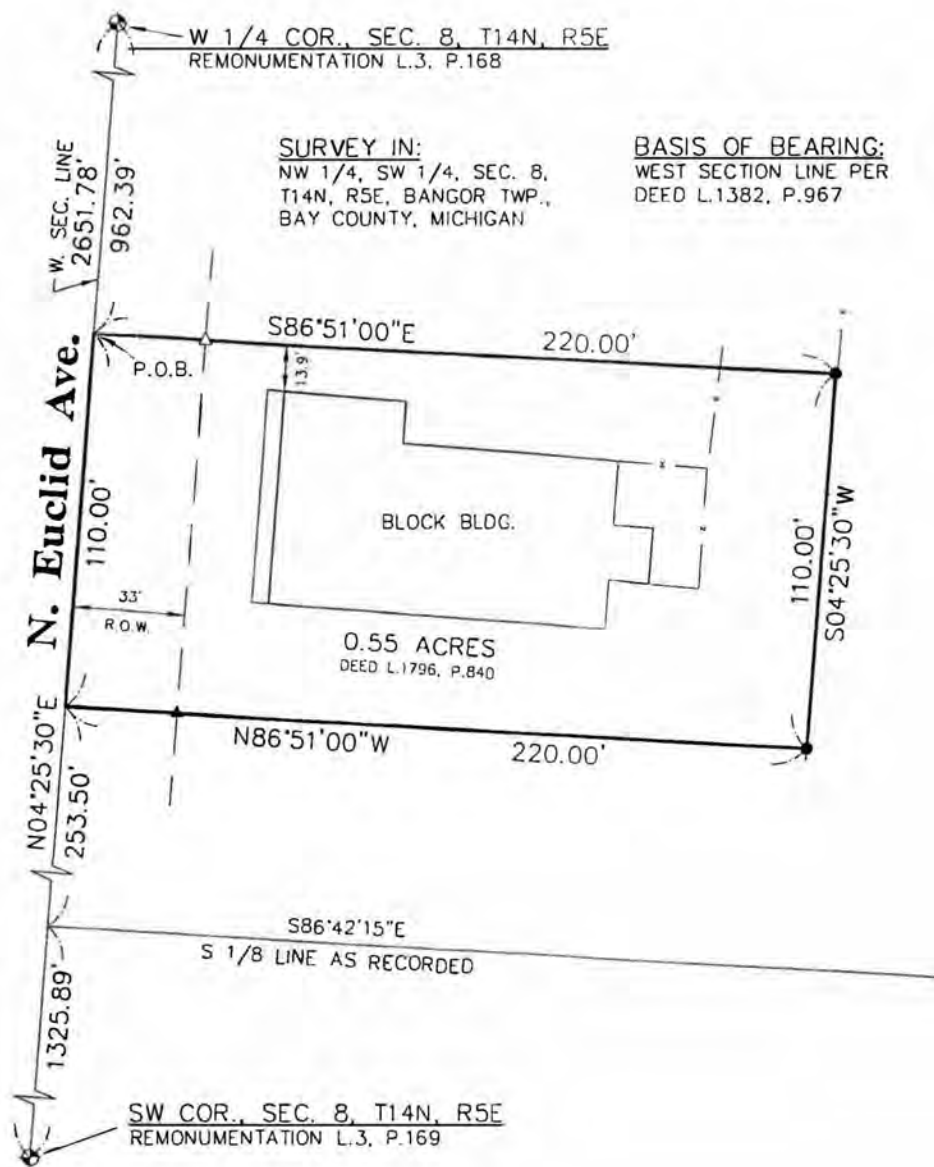 W 1/4 COR., SEC. 8, T14N, R5E
REMONUMENTATION L.3, P.168
SURVEY IN:
NW 1/4, SW 1/4, SEC. 8,
T14N, R5E, BANGOR TWP.,
BAY COUNTY, MICHIGAN
BASIS OF BEARING:
WEST SECTION LINE PER
DEED L.1382, P.967
W. SEC. LINE
2651.78'
962.39'
S86°51'00"E
220.00'
P.O.B.
13.9'
N. Euclid Ave.
110.00'
BLOCK BLDG.
110.00'
S04°25'30"W
33'
R.O.W.
0.55 ACRES
DEED L.1796, P.840
N86°51'00"W
220.00'
N04°25'30"E
253.50'
S86°42'15"E
S 1/8 LINE AS RECORDED
1325.89'
SW COR., SEC. 8, T14N, R5E
REMONUMENTATION L.3, P.169